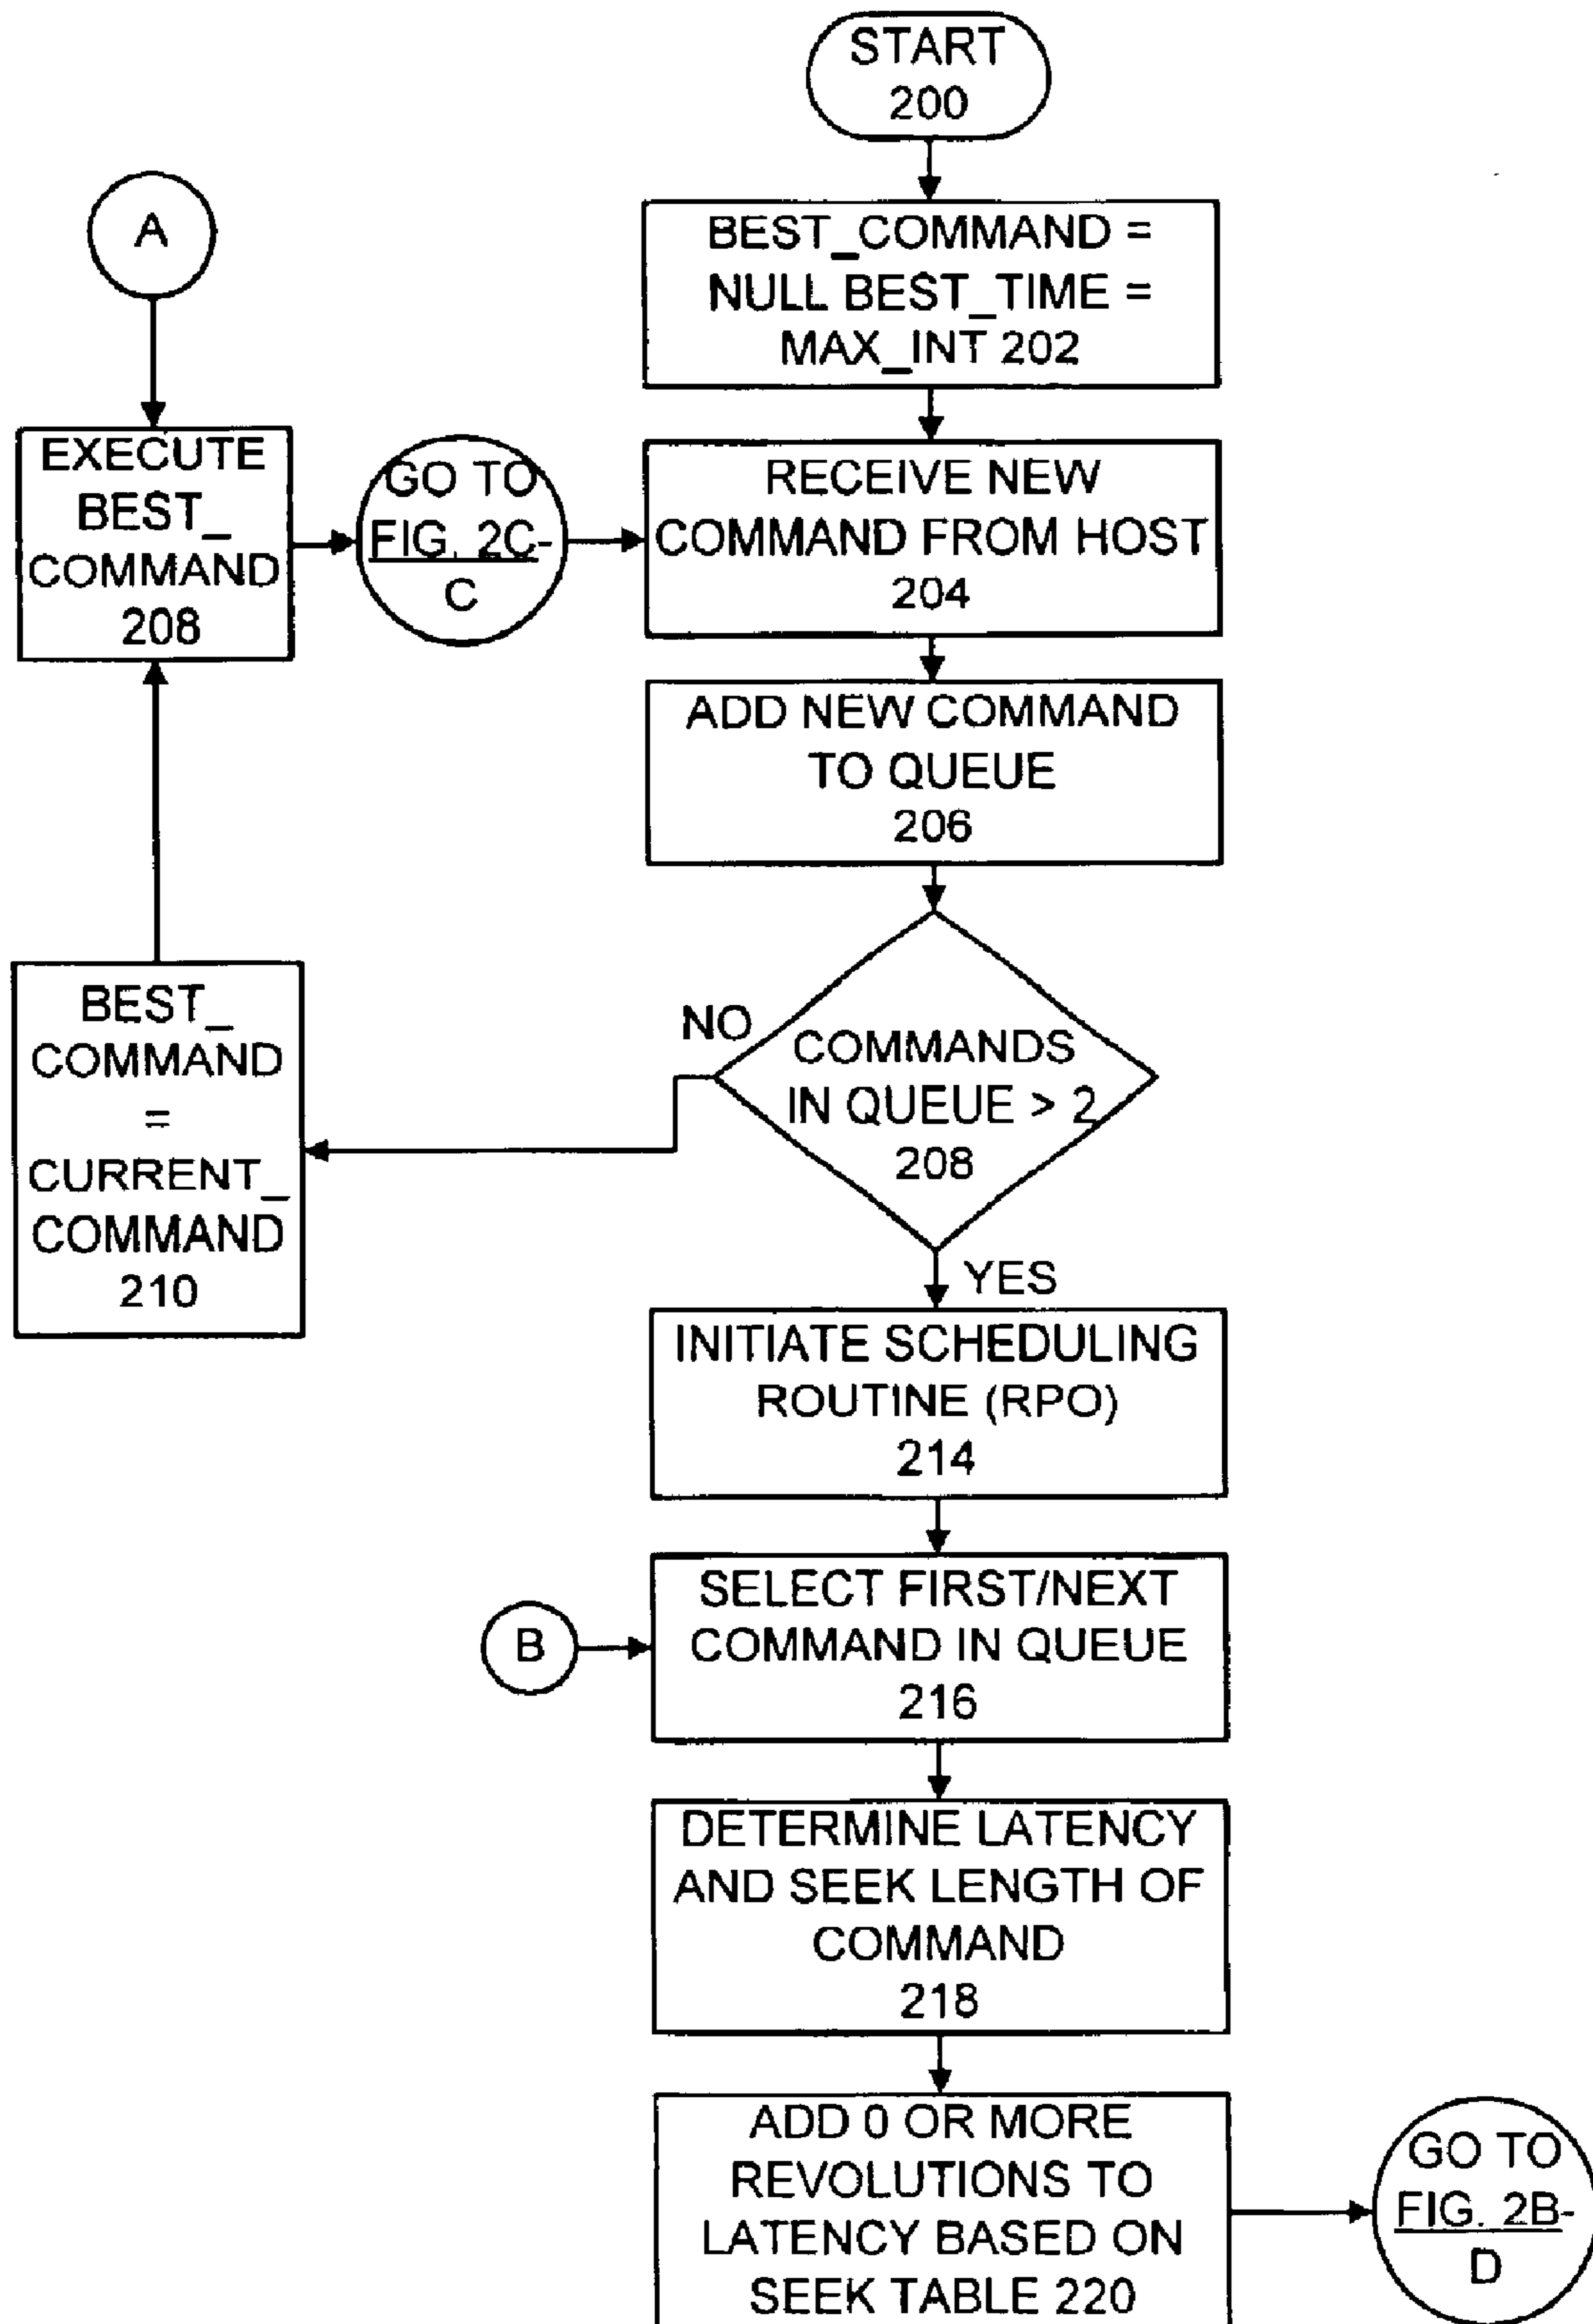 START
200
A
BEST_COMMAND =
NULL BEST_TIME =
MAX_INT 202
EXECUTE
BEST_
COMMAND
208
GO TO
FIG. 2C-
C
RECEIVE NEW
COMMAND FROM HOST
204
ADD NEW COMMAND
TO QUEUE
206
NO
COMMANDS
IN QUEUE > 2
208
BEST_
COMMAND
=
CURRENT_
COMMAND
210
YES
INITIATE SCHEDULING
ROUTINE (RPO)
214
B
SELECT FIRST/NEXT
COMMAND IN QUEUE
216
DETERMINE LATENCY
AND SEEK LENGTH OF
COMMAND
218
ADD 0 OR MORE
REVOLUTIONS TO
LATENCY BASED ON
SEEK TABLE 220
GO TO
FIG. 2B-
D